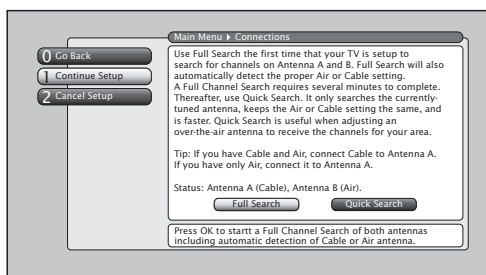 Main Menu ▶ Connections
0 Go Back
1 Continue Setup
2 Cancel Setup
Use Full Search the first time that your TV is setup to
search for channels on Antenna A and B. Full Search will also
automatically detect the proper Air or Cable setting.
A Full Channel Search requires several minutes to complete.
Thereafter, use Quick Search. It only searches the currently-
tuned antenna, keeps the Air or Cable setting the same, and
is faster. Quick Search is useful when adjusting an
over-the-air antenna to receive the channels for your area.
Tip: If you have Cable and Air, connect Cable to Antenna A.
If you have only Air, connect it to Antenna A.
Status: Antenna A (Cable), Antenna B (Air).
Full Search
Quick Search
Press OK to startt a Full Channel Search of both antennas
including automatic detection of Cable or Air antenna.